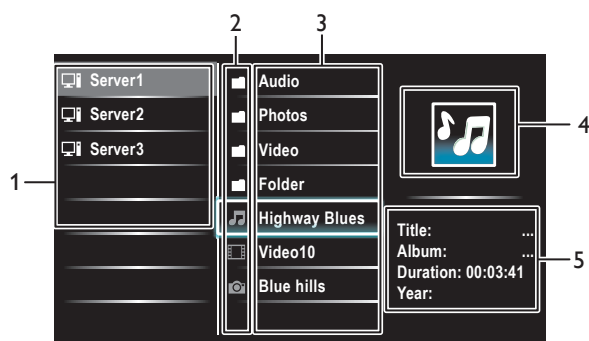 2 3
Server1
Server2
Server3
1
Audio
Photos
Video
Folder
Highway Blues
Video10
Blue hills
4
Title: ...
Album: ...
Duration: 00:03:41
Year:
5